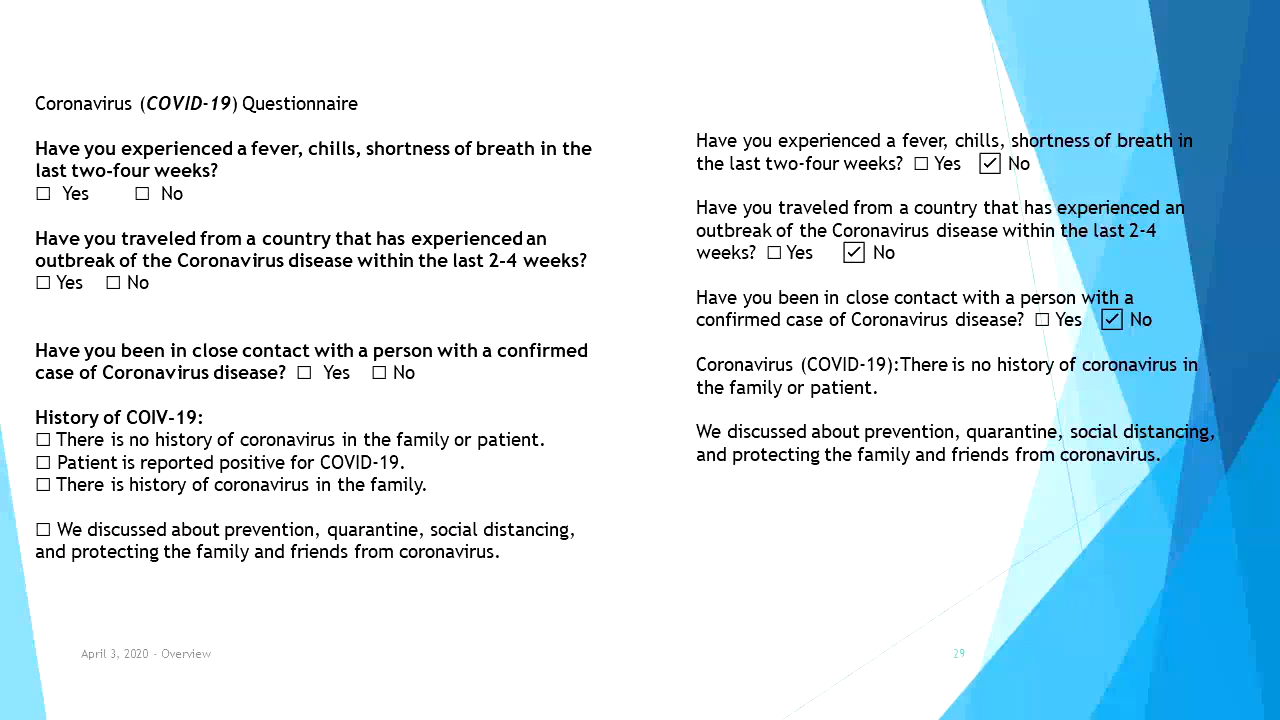 Coronavirus (COVID-19) Questionnaire
Have you experienced a fever, chills, shortness of breath in the
last two-four weeks?
☐ Yes ☐ No
Have you traveled from a country that has experienced an
outbreak of the Coronavirus disease within the last 2-4 weeks?
☐ Yes ☐ No
Have you been in close contact with a person with a confirmed
case of Coronavirus disease? ☐ Yes ☐ No
History of COIV-19:
☐ There is no history of coronavirus in the family or patient.
☐ Patient is reported positive for COVID-19.
☐ There is history of coronavirus in the family.
☐ We discussed about prevention, quarantine, social distancing,
and protecting the family and friends from coronavirus.
Have you experienced a fever, chills, shortness of breath in
the last two-four weeks? ☐ Yes ☑ No
Have you traveled from a country that has experienced an
outbreak of the Coronavirus disease within the last 2-4
weeks? ☐ Yes ☑ No
Have you been in close contact with a person with a
confirmed case of Coronavirus disease? ☐ Yes ☑ No
Coronavirus (COVID-19):There is no history of coronavirus in
the family or patient.
We discussed about prevention, quarantine, social distancing,
and protecting the family and friends from coronavirus.
April 3, 2020 - Overview
29